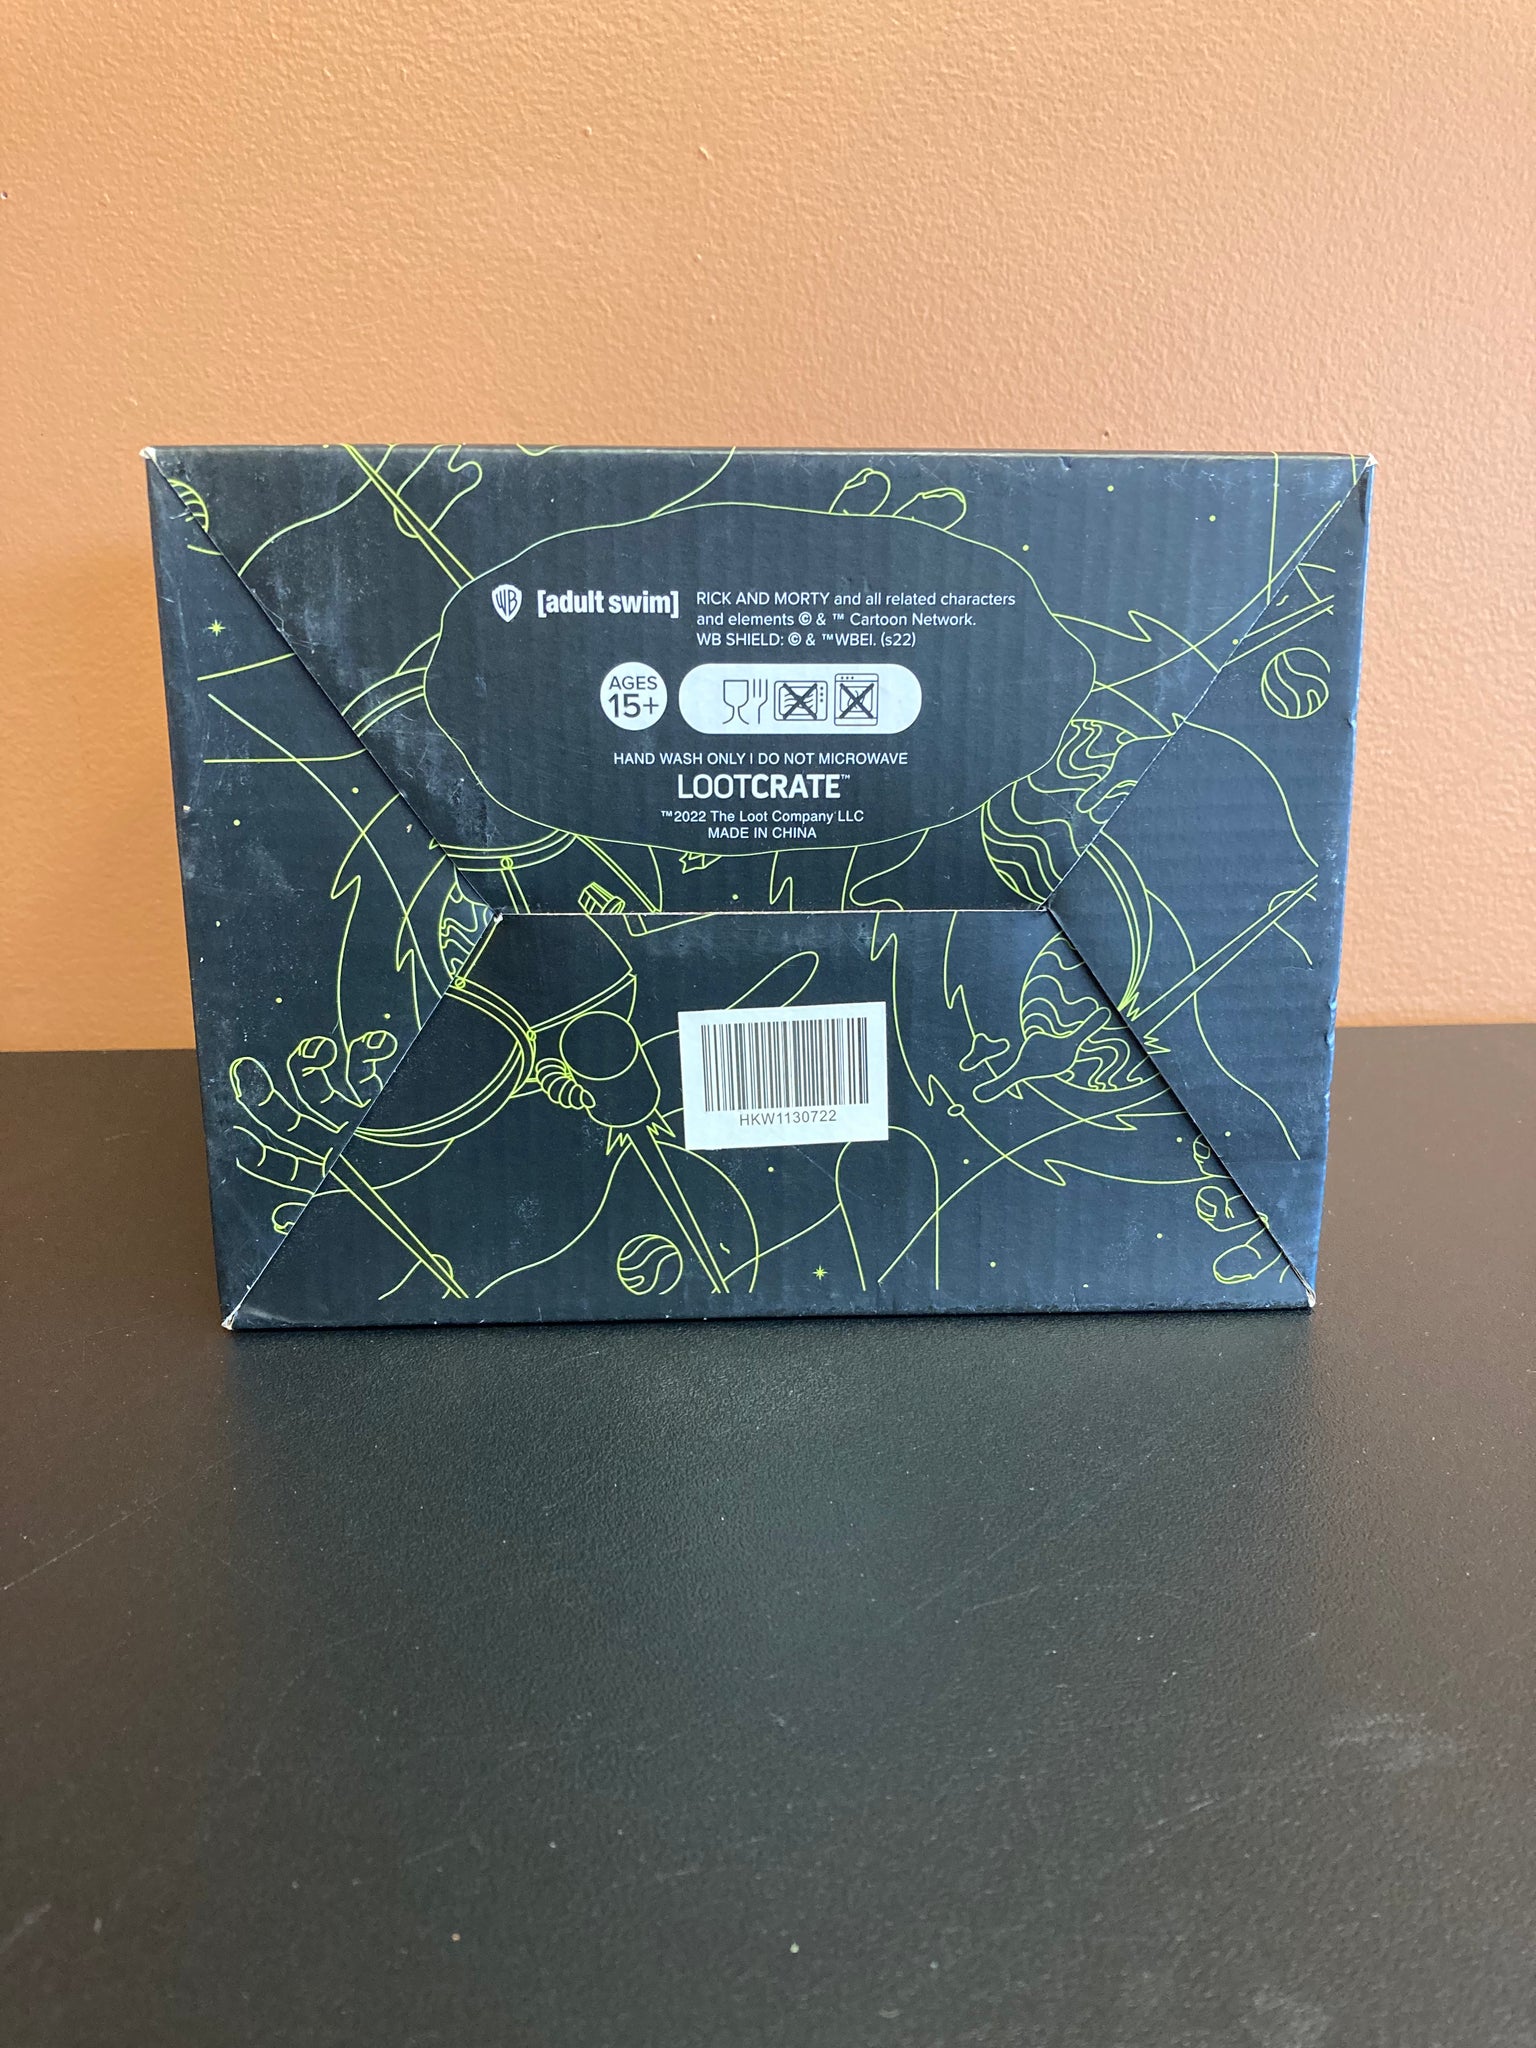 WB [adult swim] RICK AND MORTY and all related characters
and elements © & ™ Cartoon Network.
WB SHIELD: © & ™WBEI. (s22)
AGES
15+
HAND WASH ONLY | DO NOT MICROWAVE
LOOTCRATE™
™2022 The Loot Company LLC
MADE IN CHINA
HKW1130722